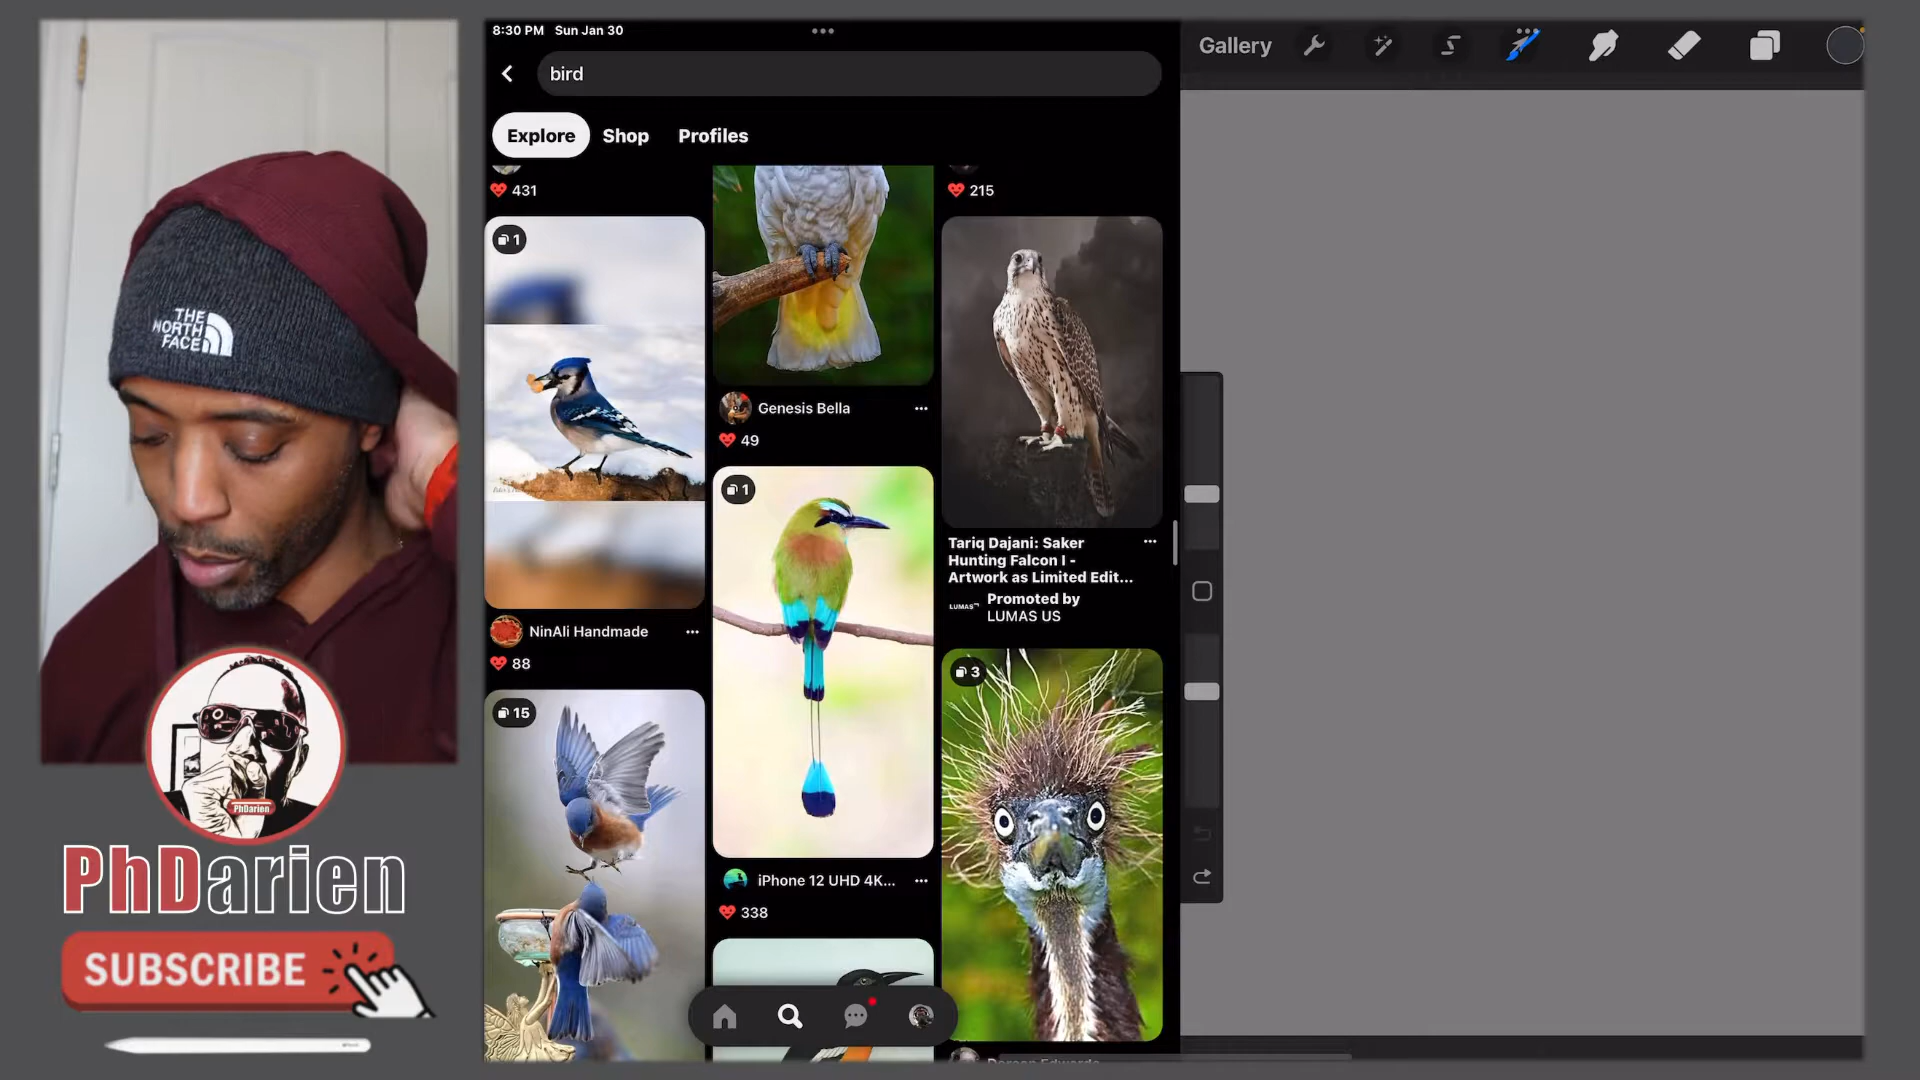 THE
NORTH
FACE
PhDarien
PhDarien
SUBSCRIBE
8:30 PM Sun Jan 30
bird
Explore Shop Profiles
431
1
NinAli Handmade
88
15
Genesis Bella
49
1
iPhone 12 UHD 4K...
338
215
Tariq Dajani: Saker
Hunting Falcon I -
Artwork as Limited Edit...
LUMAS
Promoted by
LUMAS US
3
Gallery